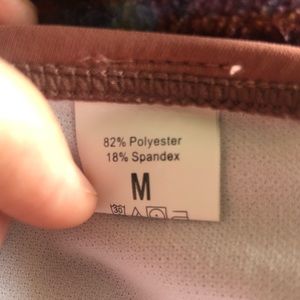 82% Polyester
18% Spandex
M